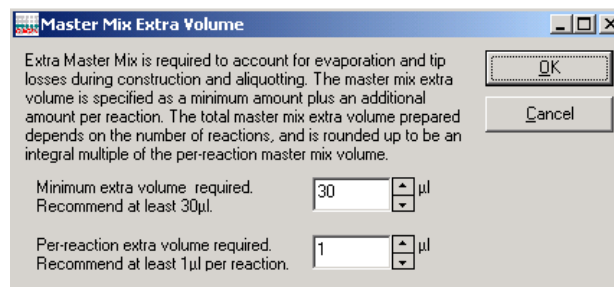 Master Mix Extra Volume
Extra Master Mix is required to account for evaporation and tip
losses during construction and aliquotting. The master mix extra
volume is specified as a minimum amount plus an additional
amount per reaction. The total master mix extra volume prepared
depends on the number of reactions, and is rounded up to be an
integral multiple of the per-reaction master mix volume.
OK
Cancel
Minimum extra volume required.
Recommend at least 30µl.
30 µl
Per-reaction extra volume required.
Recommend at least 1µl per reaction.
1 µl